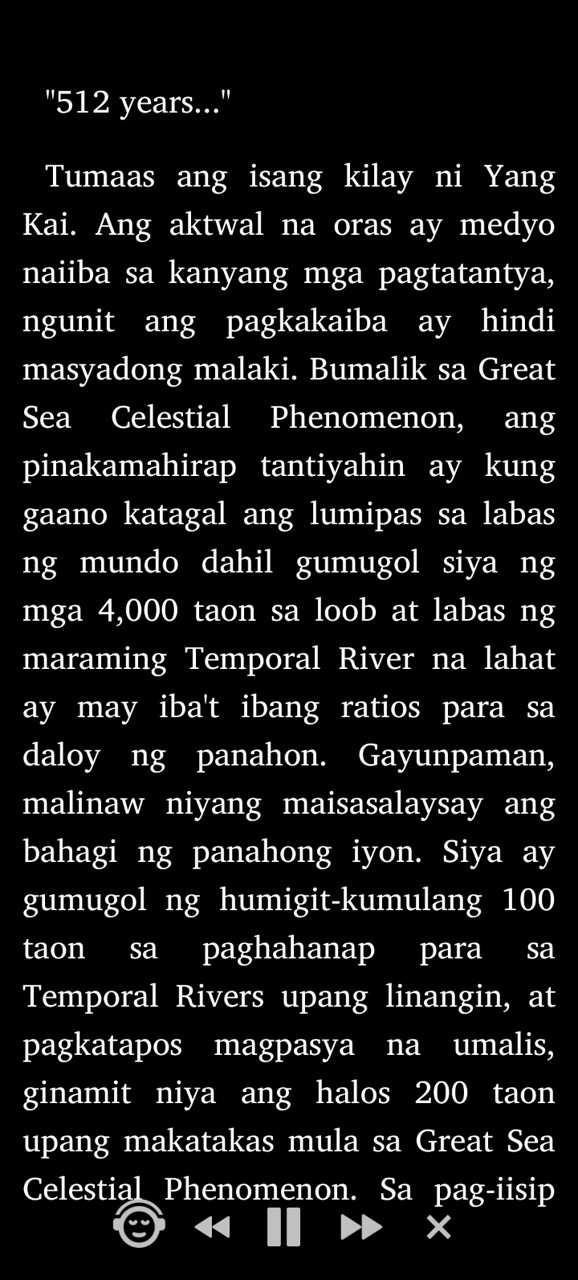 "512 years..."
Tumaas ang isang kilay ni Yang
Kai. Ang aktwal na oras ay medyo
naiiba sa kanyang mga pagtatantya,
ngunit ang pagkakaiba ay hindi
masyadong malaki. Bumalik sa Great
Sea Celestial Phenomenon, ang
pinakamahirap tantiyahin ay kung
gaano katagal ang lumipas sa labas
ng mundo dahil gumugol siya ng
mga 4,000 taon sa loob at labas ng
maraming Temporal River na lahat
ay may iba't ibang ratios para sa
daloy ng panahon. Gayunpaman,
malinaw niyang maisasalaysay ang
bahagi ng panahong iyon. Siya ay
gumugol ng humigit-kumulang 100
taon sa paghahanap para sa
Temporal Rivers upang linangin, at
pagkatapos magpasya na umalis,
ginamit niya ang halos 200 taon
upang makatakas mula sa Great Sea
Celestial Phenomenon. Sa pag-iisip